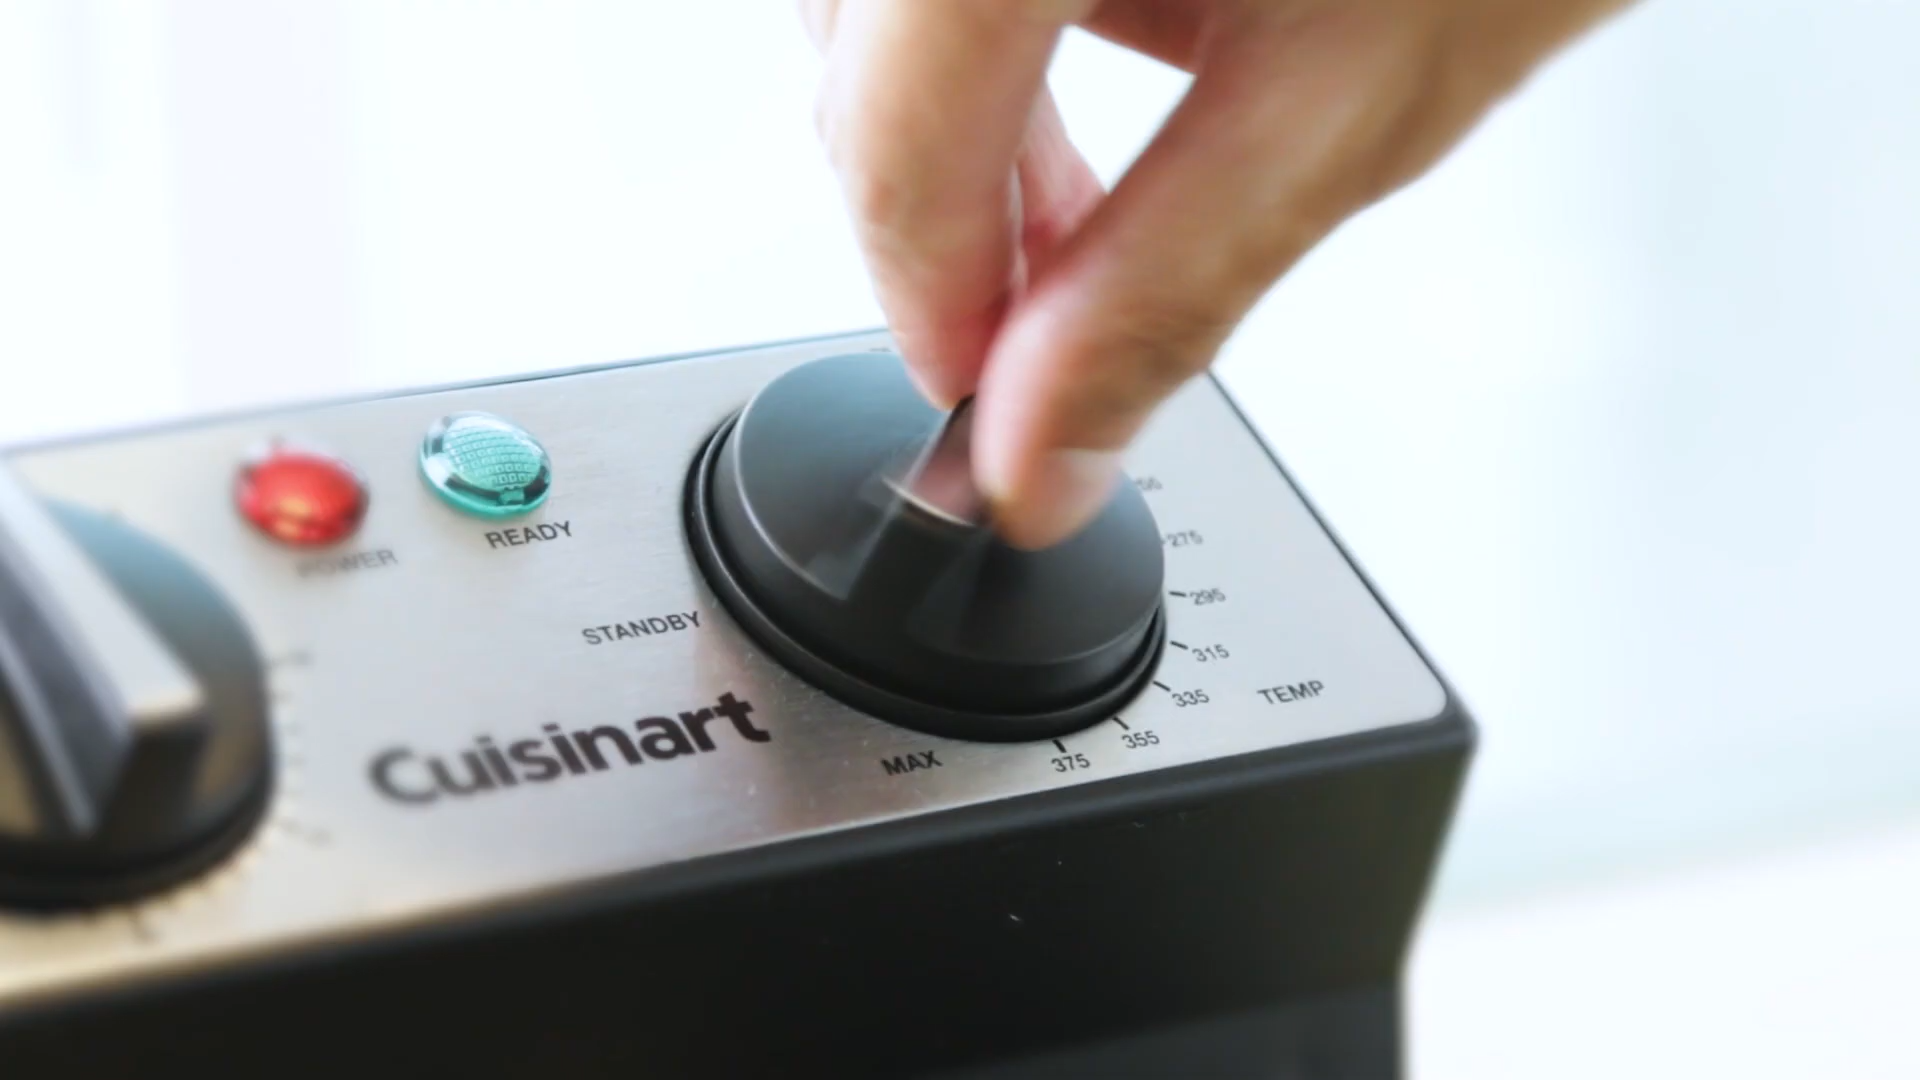 POWER
READY
STANDBY
Cuisinart
275
295
315
335
355
375
MAX
TEMP